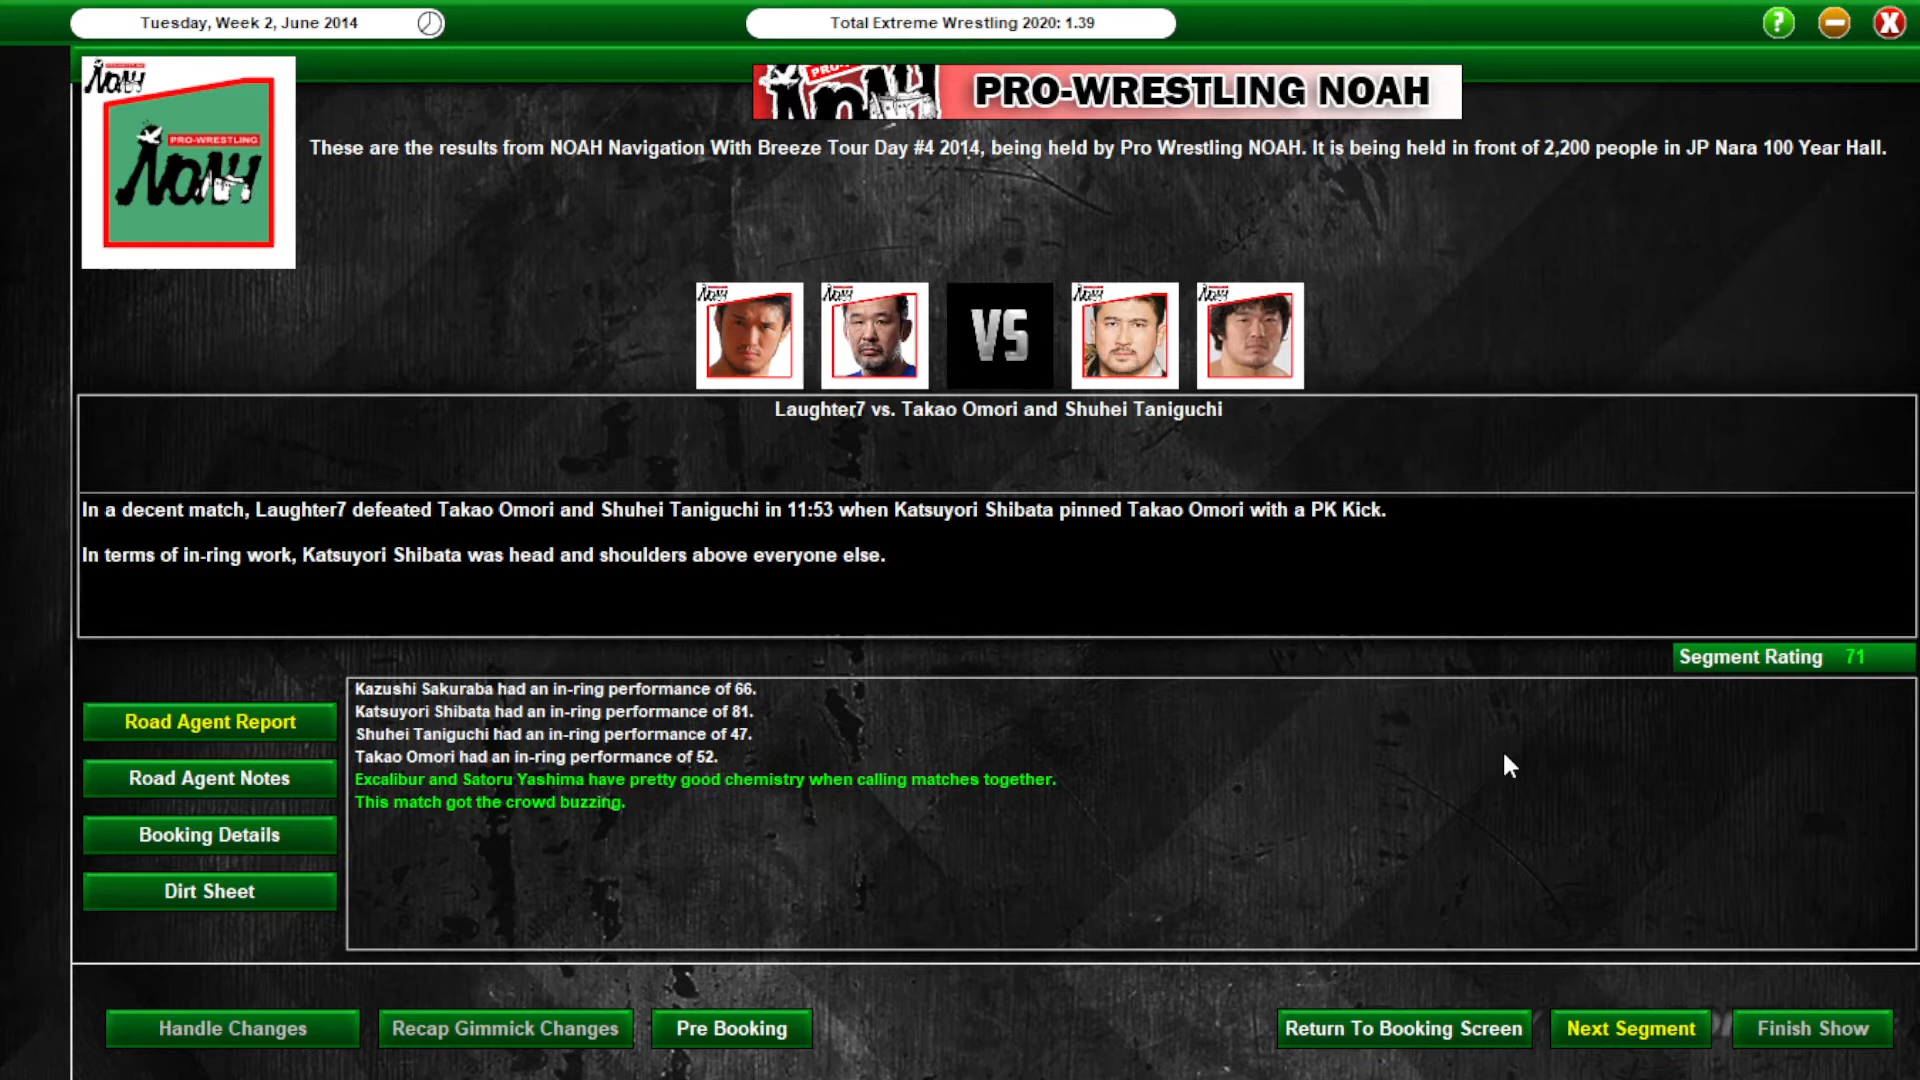 Tuesday, Week 2, June 2014
Total Extreme Wrestling 2020: 1.39
?
X
NOAH
PRO-WRESTLING
NOAH
PRO-WRESTLING NOAH
These are the results from NOAH Navigation With Breeze Tour Day #4 2014, being held by Pro Wrestling NOAH. It is being held in front of 2,200 people in JP Nara 100 Year Hall.
NOAH
NOAH
VS
NOAH
NOAH
Laughter7 vs. Takao Omori and Shuhei Taniguchi
In a decent match, Laughter7 defeated Takao Omori and Shuhei Taniguchi in 11:53 when Katsuyori Shibata pinned Takao Omori with a PK Kick.
In terms of in-ring work, Katsuyori Shibata was head and shoulders above everyone else.
Segment Rating 71
Road Agent Report
Road Agent Notes
Booking Details
Dirt Sheet
Kazushi Sakuraba had an in-ring performance of 66.
Katsuyori Shibata had an in-ring performance of 81.
Shuhei Taniguchi had an in-ring performance of 47.
Takao Omori had an in-ring performance of 52.
Excalibur and Satoru Yashima have pretty good chemistry when calling matches together.
This match got the crowd buzzing.
Handle Changes
Recap Gimmick Changes
Pre Booking
Return To Booking Screen
Next Segment
Finish Show